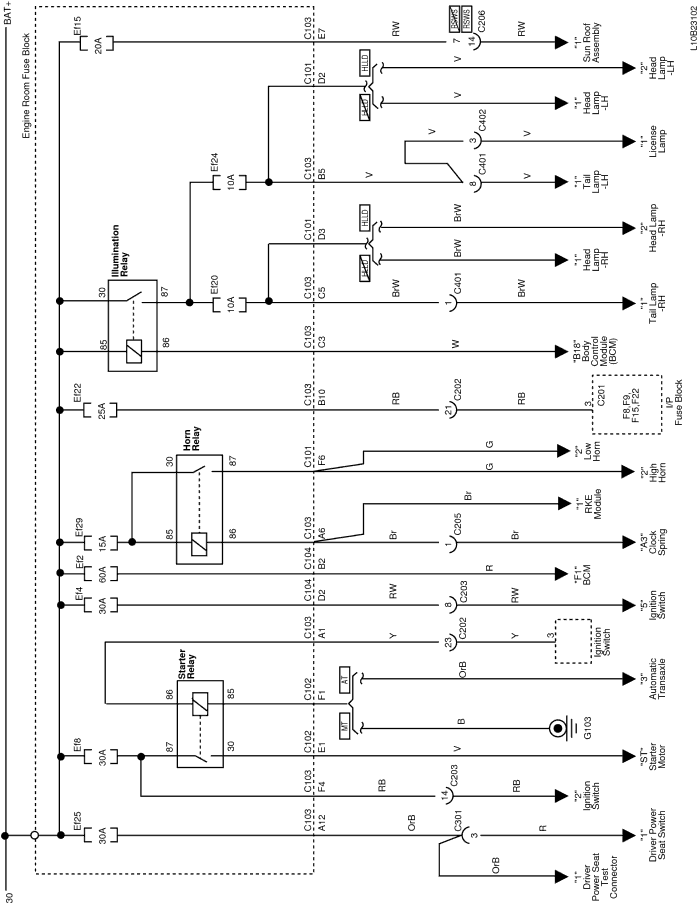 BAT+
30
Engine Room Fuse Block
L10B23102
Ef15
20A
C103
E7
RW
RSWS
RSWS
7
14
C206
RW
"1"
Sun Roof
Assembly
C101
D2
HLLD
HLLD
V
"2"
Head
Lamp
-LH
V
"1"
Head
Lamp
-LH
V
3
C402
V
"1"
License
Lamp
Ef24
10A
C103
B5
V
8
C401
V
"1"
Tail
Lamp
-LH
C101
D3
HLLD
HLLD
BrW
"2"
Head Lamp
-RH
BrW
"1"
Head
Lamp
-RH
Illumination
Relay
30
87
Ef20
10A
C103
C5
BrW
1
C401
BrW
"1"
Tail Lamp
-RH
85
86
C3
W
"B18"
Body
Control
Module
(BCM)
Ef22
25A
C103
B10
RB
21
C202
RB
3
C201
F8,F9,
F15,F22
I/P
Fuse Block
Horn
Relay
30
87
C101
F6
G
"2"
Low
Horn
G
"2"
High
Horn
Br
"1"
RKE
Module
Ef29
15A
85
86
C103
A6
Br
1
C205
Br
"A3"
Clock
Spring
Ef2
60A
C104
B2
R
"F1"
BCM
Ef4
30A
C104
D2
RW
8
C203
RW
"5"
Ignition
Switch
C103
A1
Y
23
C202
Y
3
Ignition
Switch
Starter
Relay
86
85
C102
F1
AT
MT
OrB
"3"
Automatic
Transaxle
B
G103
Ef8
30A
87
30
C102
E1
V
"ST"
Starter
Motor
C103
F4
RB
14
C203
RB
"2"
Ignition
Switch
Ef25
30A
C103
A12
OrB
C301
3
R
"1"
Driver Power
Seat Switch
OrB
"1"
Driver
Power Seat
Test
Connector